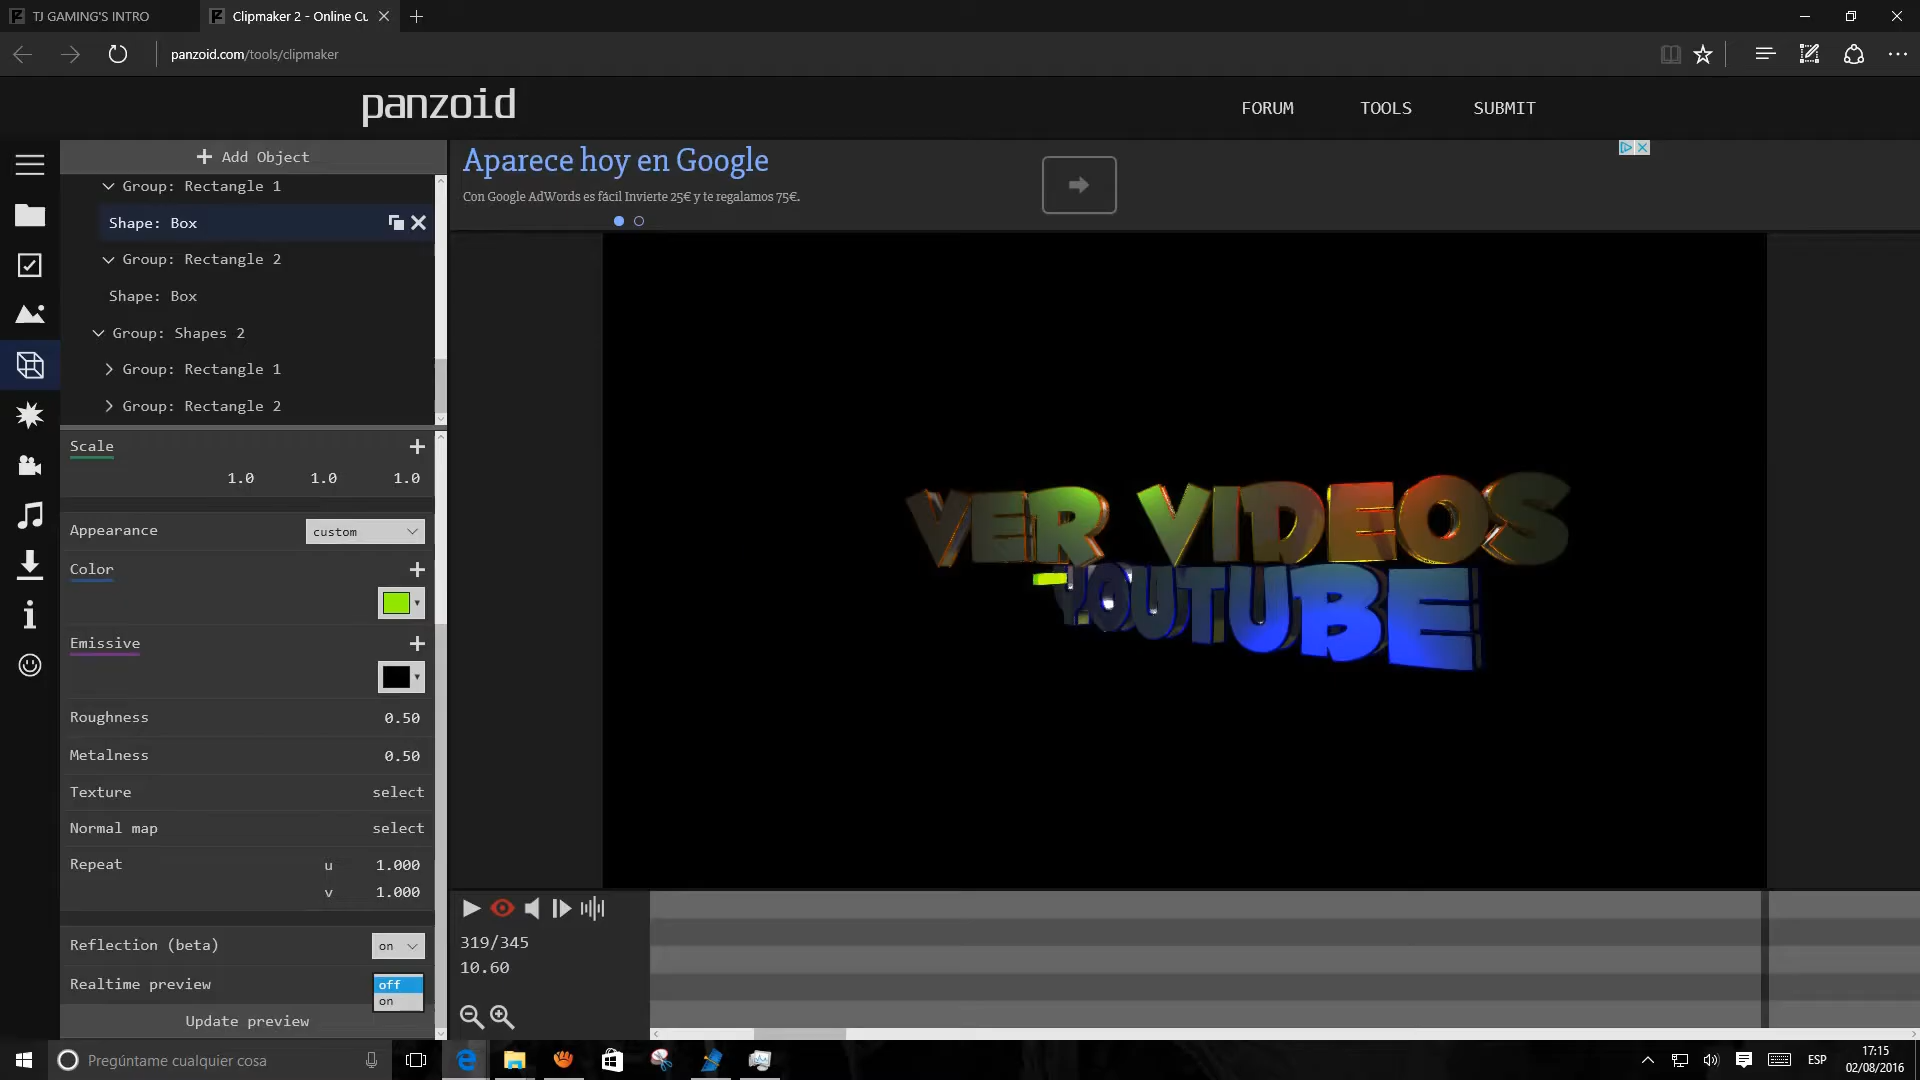 TJ GAMING'S INTRO
Clipmaker 2 - Online Cu
panzoid.com/tools/clipmaker
panzoid
FORUM
TOOLS
SUBMIT
Add Object
Group: Rectangle 1
Shape: Box
Group: Rectangle 2
Shape: Box
Group: Shapes 2
Group: Rectangle 1
Group: Rectangle 2
Aparece hoy en Google
Con Google AdWords es fácil Invierte 25€ y te regalamos 75€.
Scale
1.0 1.0 1.0
Appearance custom
Color
Emissive
Roughness 0.50
Metalness 0.50
Texture select
Normal map select
Repeat u 1.000
v 1.000
Reflection (beta) on
Realtime preview off
on
Update preview
VER VIDEOS
YOUTUBE
319/345
10.60
Pregúntame cualquier cosa
ESP
17:15
02/08/2016